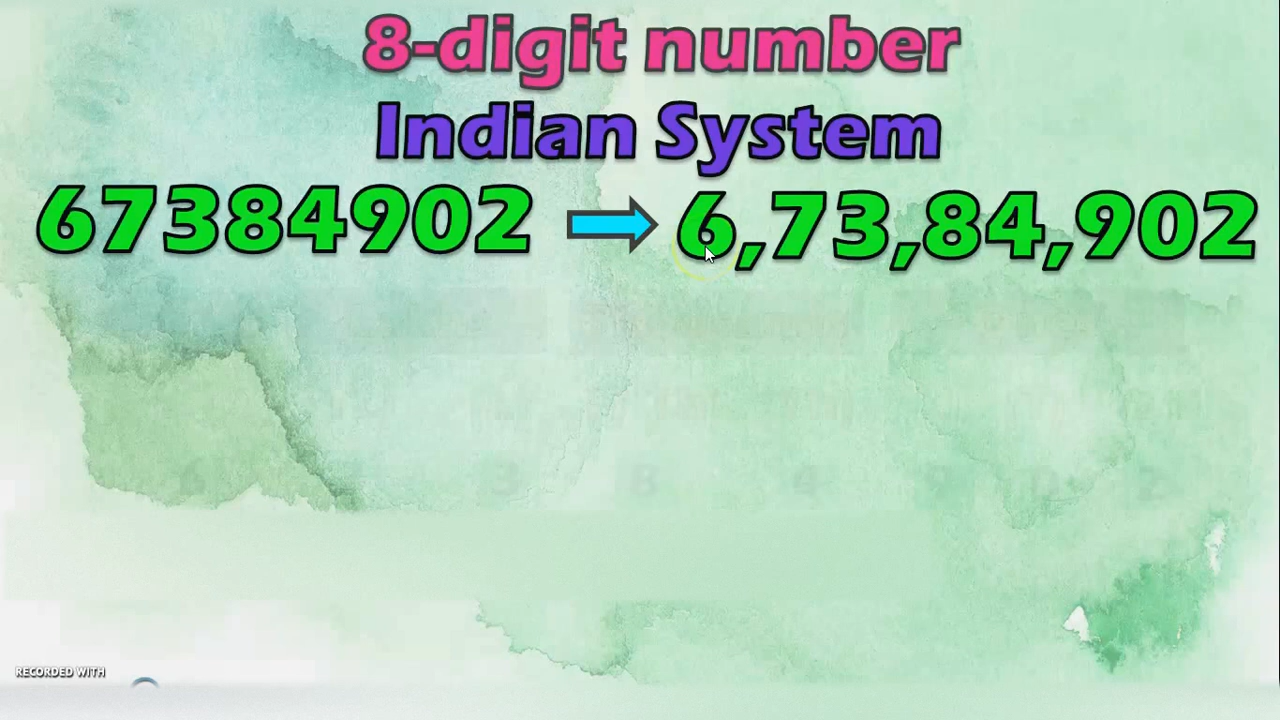 8-digit number
Indian System
67384902 → 6,73,84,902
RECORDED WITH